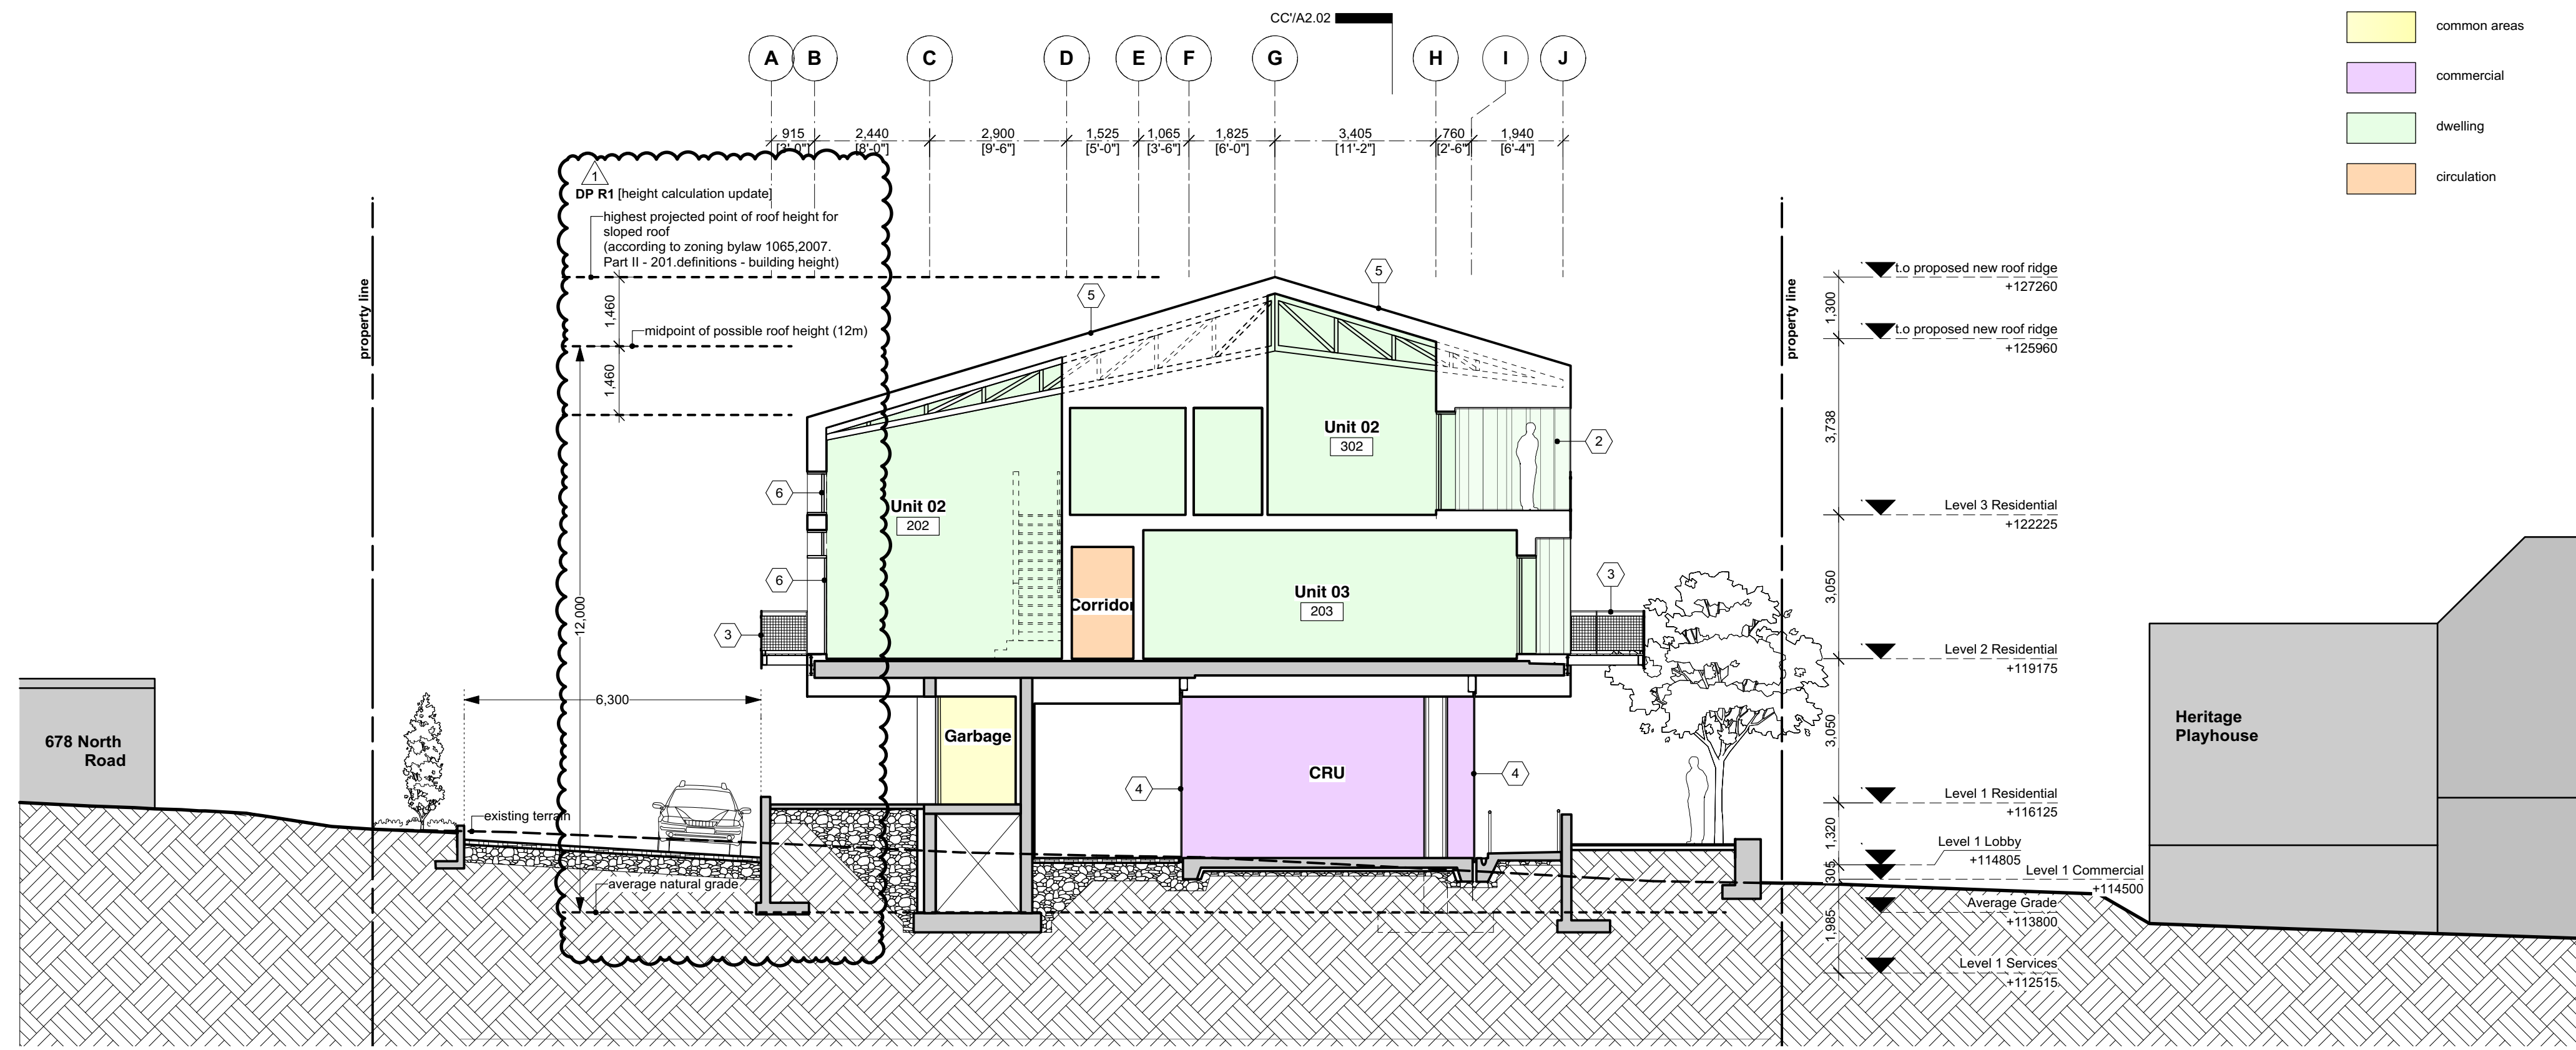 CC'/A2.02
common areas
commercial
dwelling
circulation
A B C D E F G H I J
915 2,440 2,900 1,525 1,065 1,825 3,405 760 1,940
[3'-0"] [8'-0"] [9'-6"] [5'-0"] [3'-6"] [6'-0"] [11'-2"] [2'-6"] [6'-4"]
1
DP R1 [height calculation update]
highest projected point of roof height for
sloped roof
(according to zoning bylaw 1065,2007.
Part II - 201.definitions - building height)
1,460
midpoint of possible roof height (12m)
1,460
12,000
property line
property line
5
5
2
6
6
3
3
4
4
Unit 02
302
Unit 02
202
Unit 03
203
Corridor
Garbage
CRU
6,300
existing terrain
average natural grade
678 North
Road
Heritage
Playhouse
t.o proposed new roof ridge
+127260
1,300
t.o proposed new roof ridge
+125960
3,738
Level 3 Residential
+122225
3,050
Level 2 Residential
+119175
3,050
Level 1 Residential
+116125
1,320
Level 1 Lobby
+114805
305
Level 1 Commercial
+114500
Average Grade
+113800
1,985
Level 1 Services
+112515